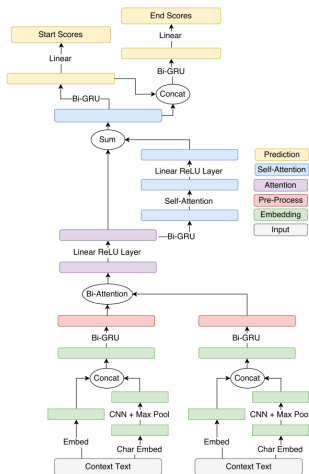 End Scores
Start Scores
Linear
Linear
Bi-GRU
Bi-GRU
Concat
Sum
Linear ReLU Layer
Self-Attention
Bi-GRU
Prediction
Self-Attention
Attention
Pre-Process
Embedding
Input
Linear ReLU Layer
Bi-Attention
Bi-GRU
Bi-GRU
Concat
Concat
CNN + Max Pool
CNN + Max Pool
Embed
Char Embed
Embed
Char Embed
Context Text
Context Text